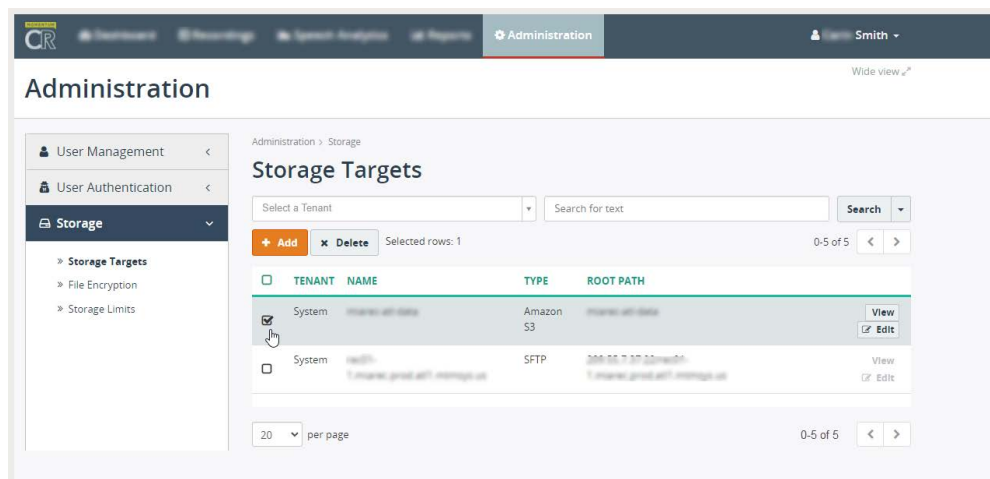 MOMENTUM
CR
Administration
Smith
Wide view
Administration
User Management
User Authentication
Storage
» Storage Targets
» File Encryption
» Storage Limits
Administration > Storage
Storage Targets
Select a Tenant
Search for text
Search
+ Add
× Delete
Selected rows: 1
0-5 of 5
TENANT NAME TYPE ROOT PATH
System Amazon S3 View
Edit
System SFTP View
Edit
20 per page
0-5 of 5